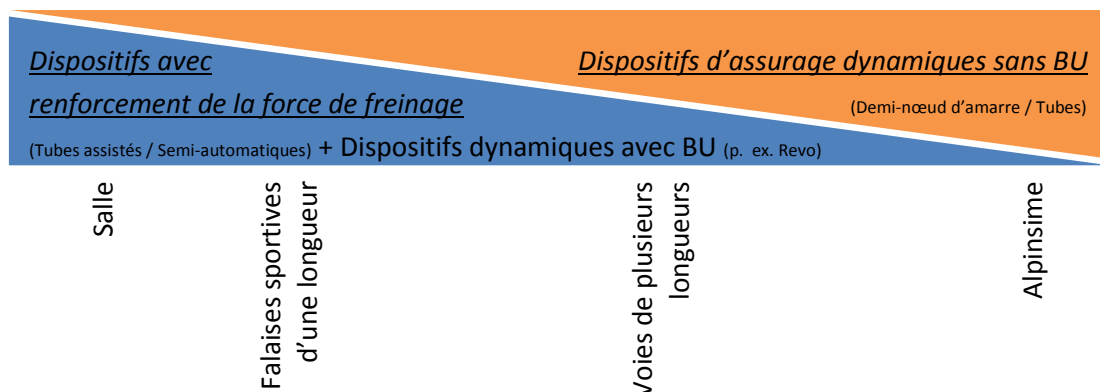 Dispositifs avec
renforcement de la force de freinage
(Tubes assistés / Semi-automatiques) + Dispositifs dynamiques avec BU (p. ex. Revo)
Dispositifs d'assurage dynamiques sans BU
(Demi-nœud d'amarre / Tubes)
Salle
Falaises sportives
d'une longueur
Voies de plusieurs
longueurs
Alpinsime